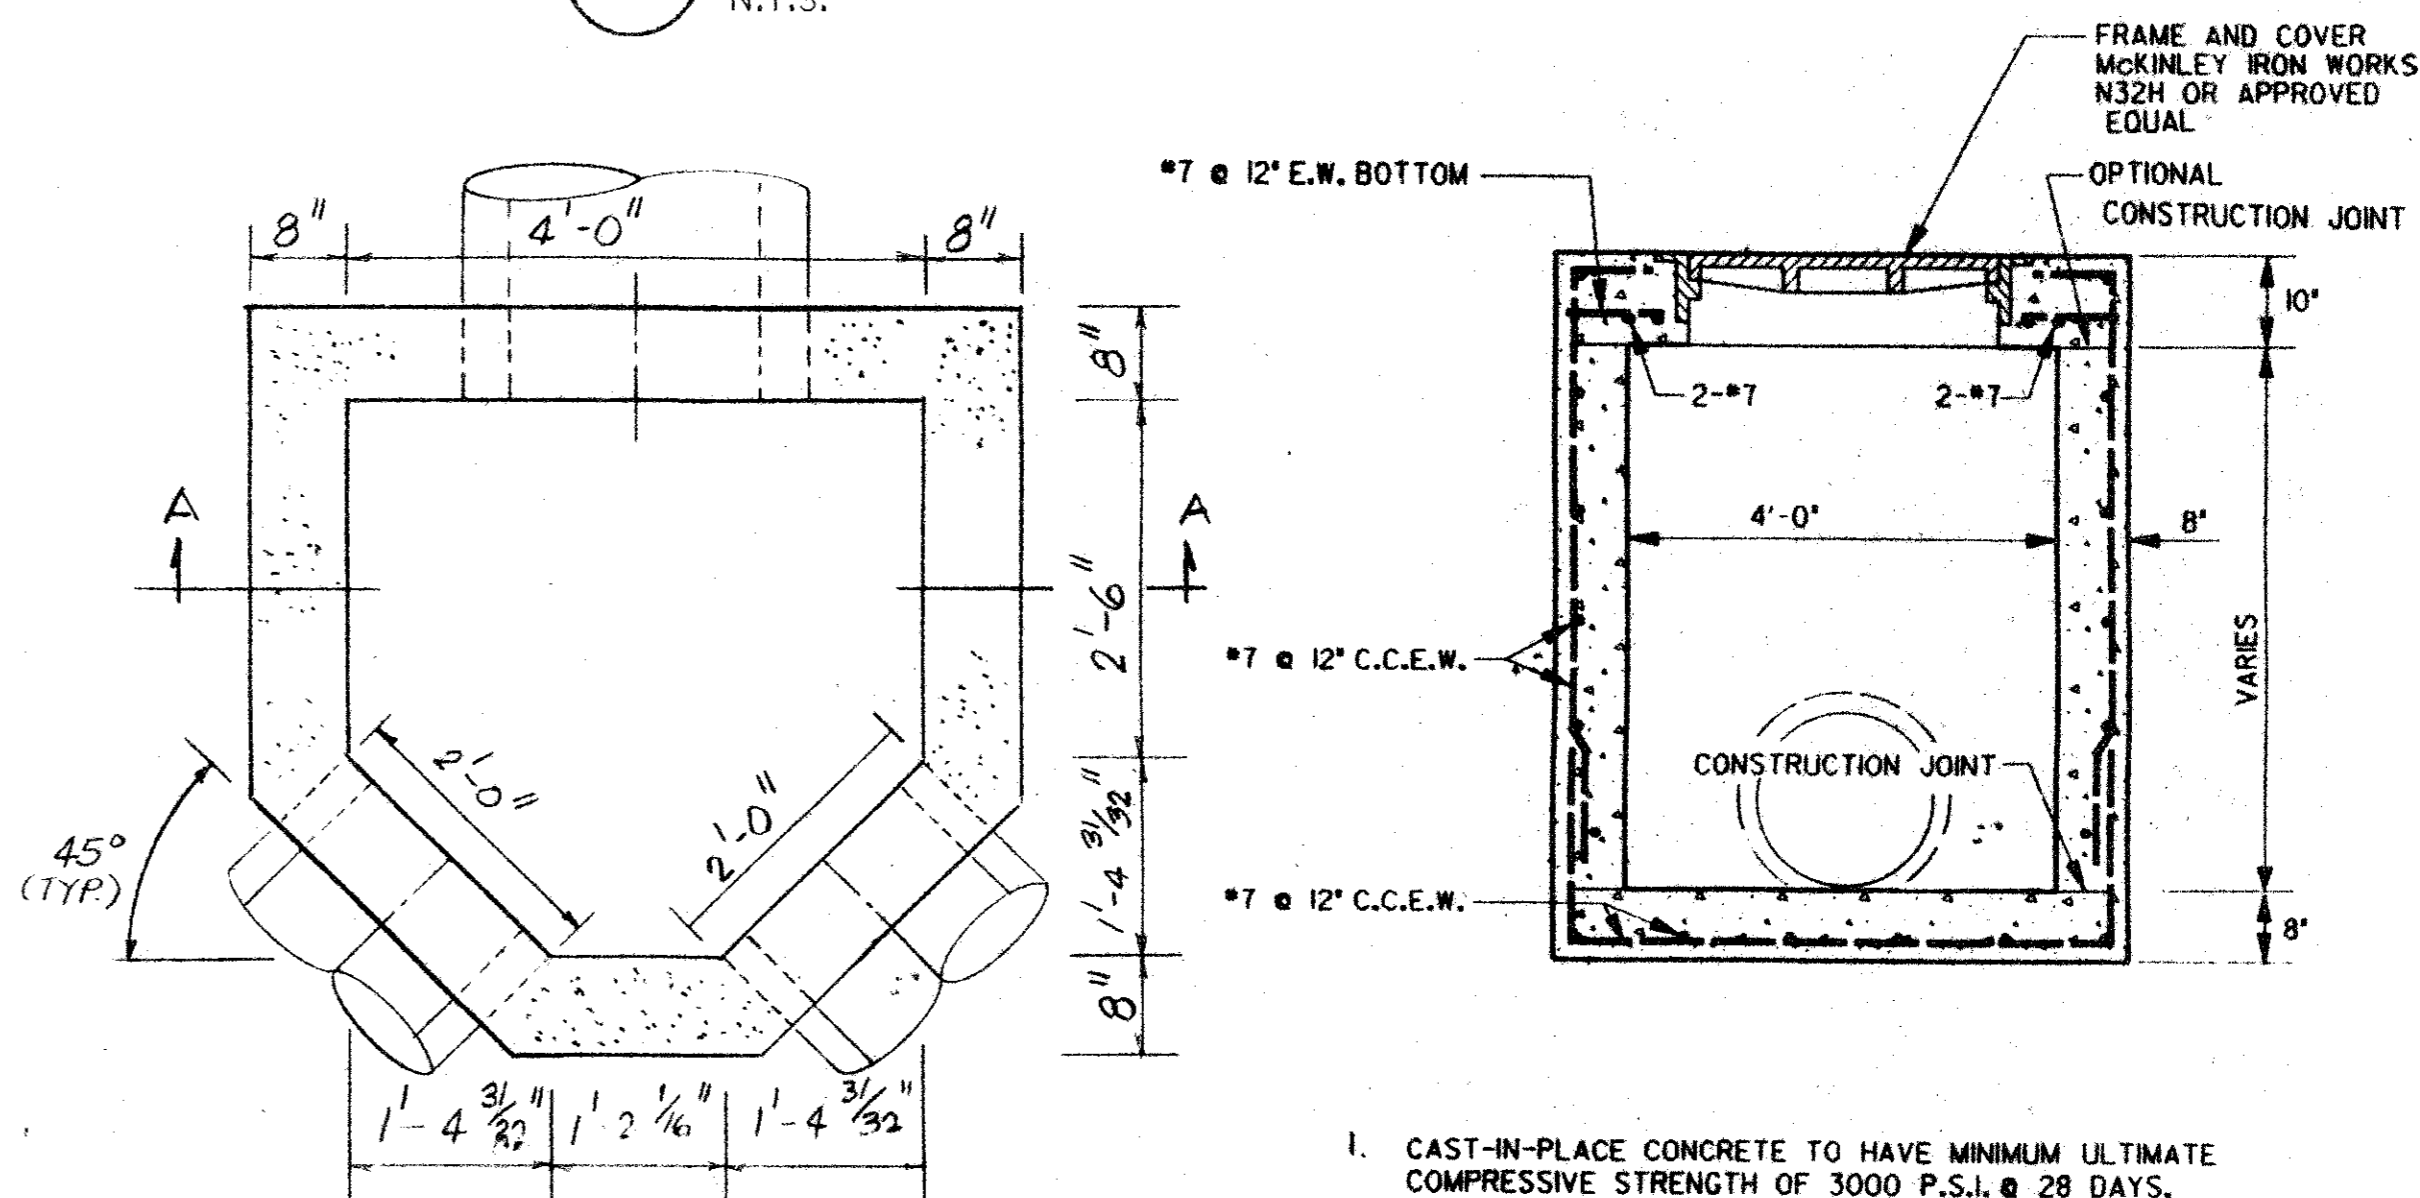 N.T.S.
FRAME AND COVER
McKINLEY IRON WORKS
N32H OR APPROVED
EQUAL
#7 @ 12" E.W. BOTTOM
OPTIONAL
CONSTRUCTION JOINT
8"
4'-0"
8"
10"
8"
2-#7
2-#7
A
A
4'-0"
8"
2'-6"
#7 @ 12" C.C.E.W.
VARIES
2'-0"
2'-0"
CONSTRUCTION JOINT
1'-4 31/32"
45°
(TYP.)
#7 @ 12" C.C.E.W.
8"
8"
1'-4 31/32"
1'-2 1/16"
1'-4 31/32"
1. CAST-IN-PLACE CONCRETE TO HAVE MINIMUM ULTIMATE
COMPRESSIVE STRENGTH OF 3000 P.S.I. @ 28 DAYS.